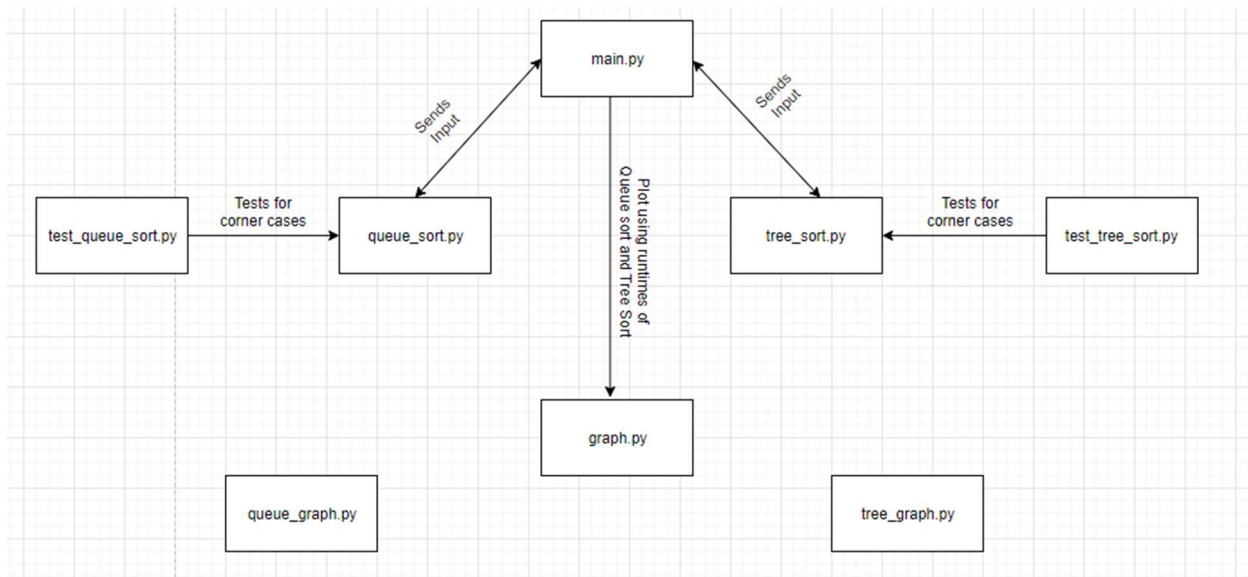 main.py
Sends
Input
Sends
Input
Plot using runtimes of
Queue sort and Tree Sort
test_queue_sort.py
Tests for
corner cases
queue_sort.py
tree_sort.py
Tests for
corner cases
test_tree_sort.py
graph.py
queue_graph.py
tree_graph.py